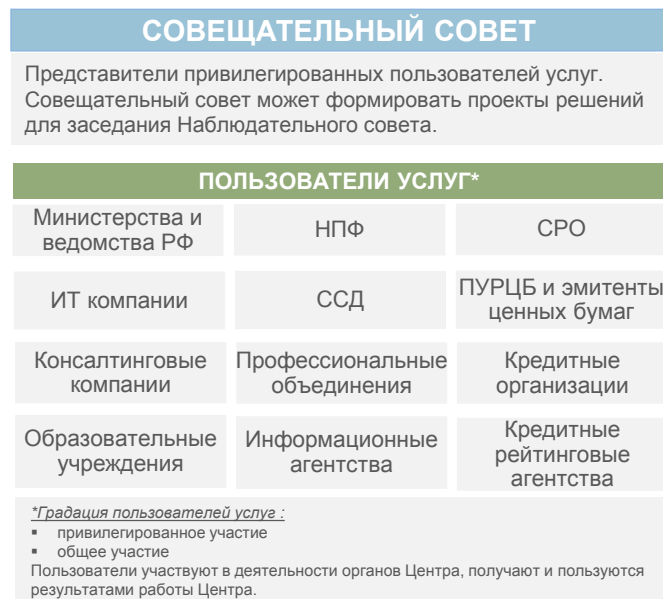 СОВЕЩАТЕЛЬНЫЙ СОВЕТ
Представители привилегированных пользователей услуг.
Совещательный совет может формировать проекты решений
для заседания Наблюдательного совета.
ПОЛЬЗОВАТЕЛИ УСЛУГ*
Министерства и
ведомства РФ
НПФ
СРО
ИТ компании
ССД
ПУРЦБ и эмитенты
ценных бумаг
Консалтинговые
компании
Профессиональные
объединения
Кредитные
организации
Образовательные
учреждения
Информационные
агентства
Кредитные
рейтинговые
агентства
*Градация пользователей услуг :
▪ привилегированное участие
▪ общее участие
Пользователи участвуют в деятельности органов Центра, получают и пользуются
результатами работы Центра.